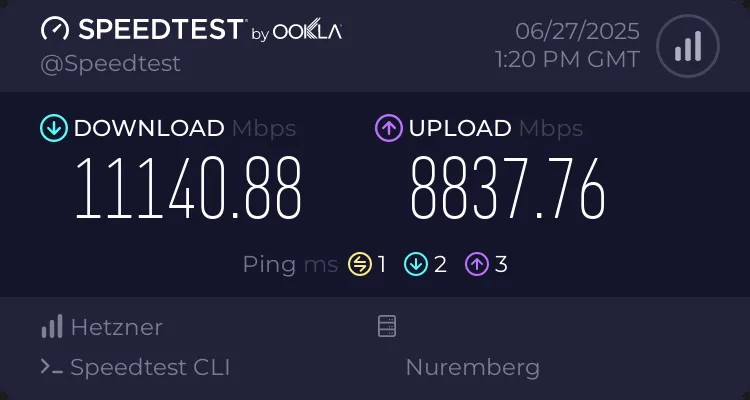 SPEEDTEST by OOKLA
@Speedtest
06/27/2025
1:20 PM GMT
DOWNLOAD Mbps
11140.88
UPLOAD Mbps
8837.76
Ping ms 1 2 3
Hetzner
Speedtest CLI
Nuremberg